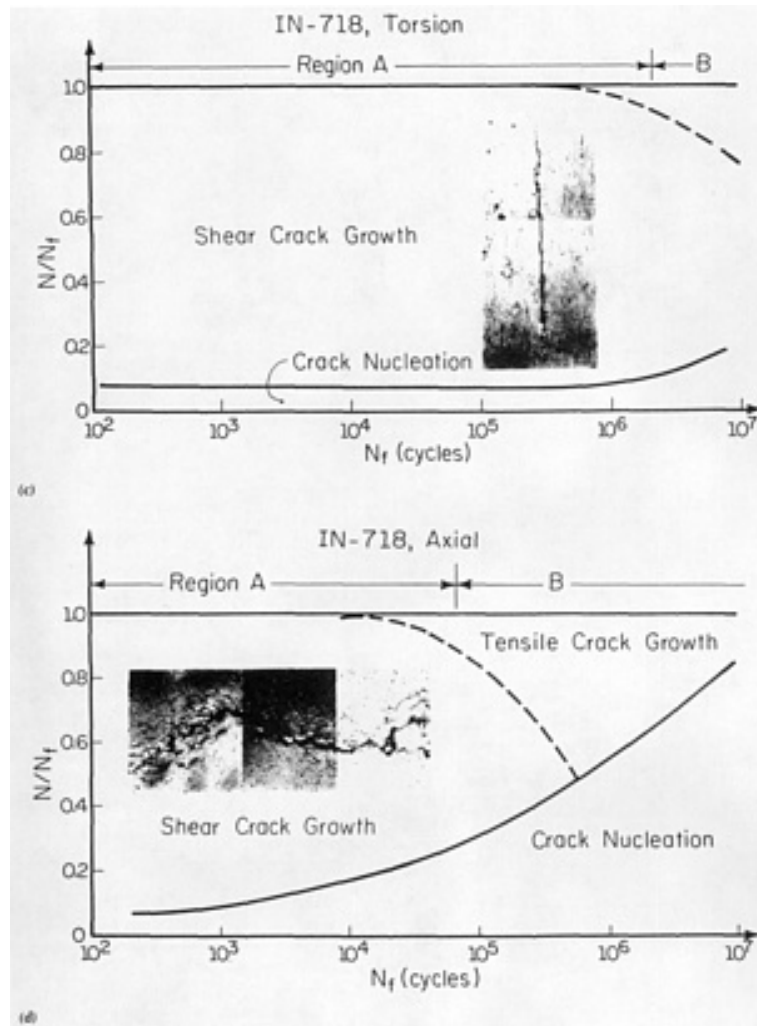 IN-718, Torsion
Region A B
1.0
0.8
0.6
0.4
0.2
0
N/Nf
Shear Crack Growth
Crack Nucleation
10² 10³ 10⁴ 10⁵ 10⁶ 10⁷
Nf (cycles)
(c)
IN-718, Axial
Region A B
1.0
0.8
0.6
0.4
0.2
0
N/Nf
Tensile Crack Growth
Shear Crack Growth
Crack Nucleation
10² 10³ 10⁴ 10⁵ 10⁶ 10⁷
Nf (cycles)
(d)